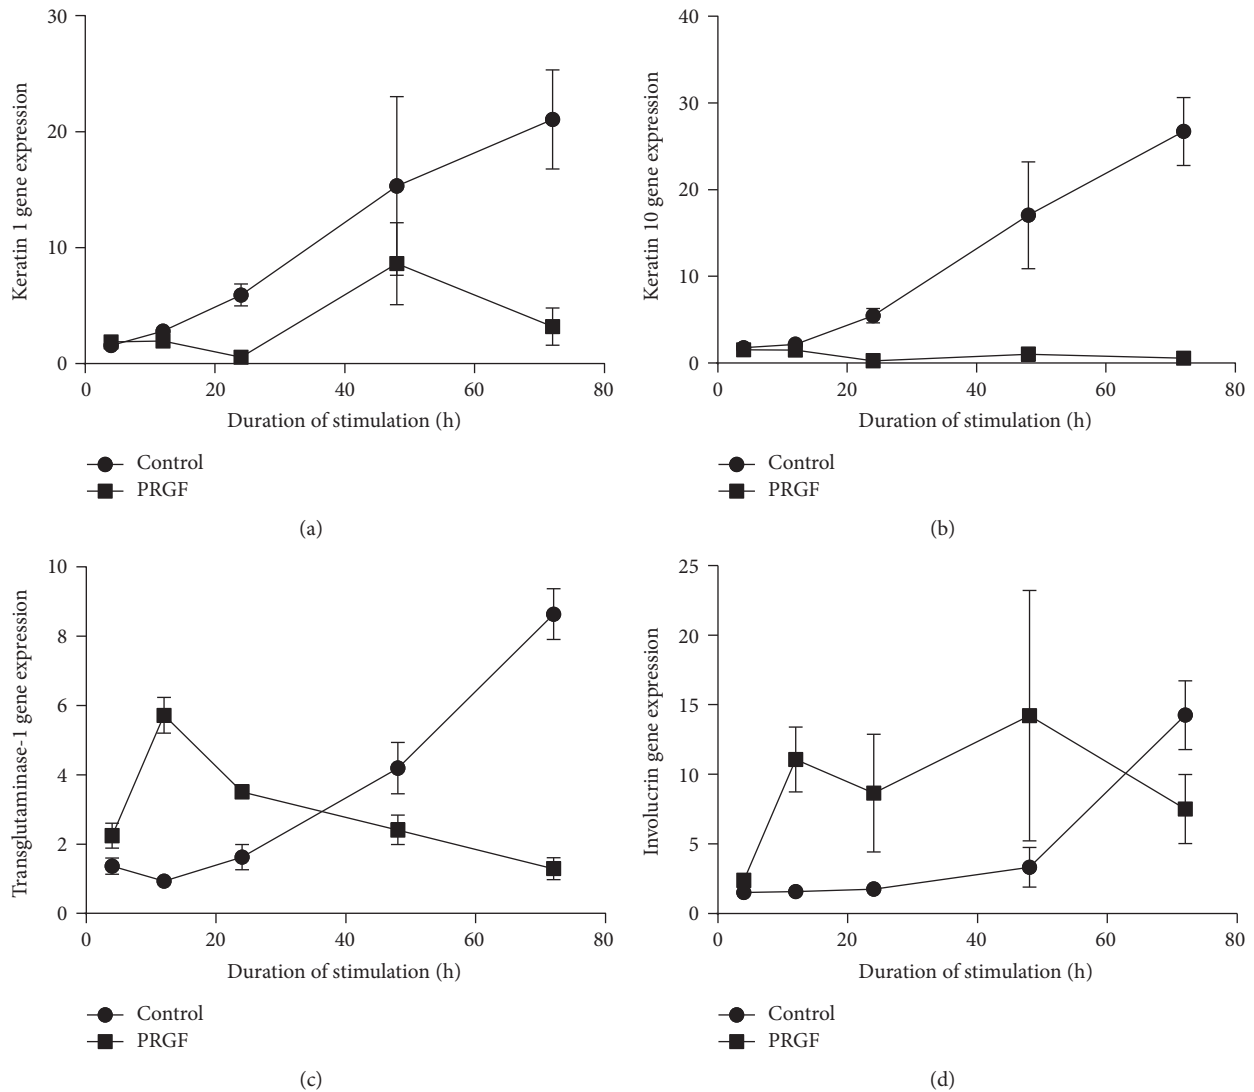 30
20
10
0
Keratin 1 gene expression
0 20 40 60 80
Duration of stimulation (h)
Control
PRGF
(a)
40
30
20
10
0
Keratin 10 gene expression
0 20 40 60 80
Duration of stimulation (h)
Control
PRGF
(b)
10
8
6
4
2
0
Transglutaminase-1 gene expression
0 20 40 60 80
Duration of stimulation (h)
Control
PRGF
(c)
25
20
15
10
5
0
Involucrin gene expression
0 20 40 60 80
Duration of stimulation (h)
Control
PRGF
(d)